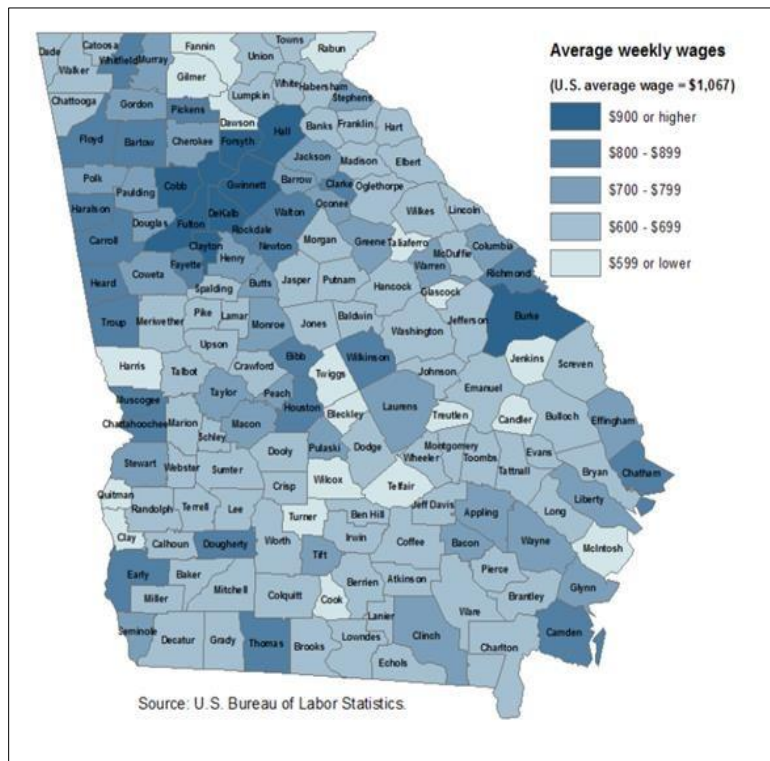 Average weekly wages
(U.S. average wage = $1,067)
$900 or higher
$800 - $899
$700 - $799
$600 - $699
$599 or lower
Dade
Catoosa
Whitfield
Murray
Fannin
Union
Towns
Rabun
Walker
Gilmer
White
Habersham
Chattooga
Gordon
Pickens
Lumpkin
Stephens
Dawson
Floyd
Bartow
Cherokee
Forsyth
Hall
Banks
Franklin
Hart
Polk
Paulding
Cobb
Gwinnett
Jackson
Madison
Elbert
Barrow
Clarke
Oglethorpe
Haralson
Douglas
Fulton
DeKalb
Walton
Oconee
Wilkes
Lincoln
Rockdale
Carroll
Clayton
Newton
Morgan
Greene
Taliaferro
Columbia
McDuffie
Fayette
Henry
Warren
Richmond
Heard
Coweta
Spalding
Butts
Jasper
Putnam
Hancock
Glascock
Troup
Meriwether
Pike
Lamar
Monroe
Jones
Baldwin
Washington
Jefferson
Burke
Upson
Harris
Talbot
Crawford
Bibb
Twiggs
Wilkinson
Johnson
Jenkins
Screven
Emanuel
Muscogee
Taylor
Peach
Houston
Bleckley
Laurens
Treutlen
Candler
Bulloch
Effingham
Chattahoochee
Marion
Macon
Schley
Pulaski
Dodge
Montgomery
Wheeler
Toombs
Evans
Tattnall
Bryan
Chatham
Stewart
Webster
Sumter
Dooly
Crisp
Wilcox
Telfair
Quitman
Randolph
Terrell
Lee
Turner
Ben Hill
Jeff Davis
Appling
Long
Liberty
Clay
Calhoun
Dougherty
Worth
Irwin
Coffee
Bacon
Wayne
McIntosh
Tift
Early
Baker
Mitchell
Colquitt
Berrien
Atkinson
Pierce
Glynn
Miller
Cook
Brantley
Lanier
Ware
Seminole
Decatur
Grady
Thomas
Brooks
Lowndes
Clinch
Charlton
Camden
Echols
Source: U.S. Bureau of Labor Statistics.